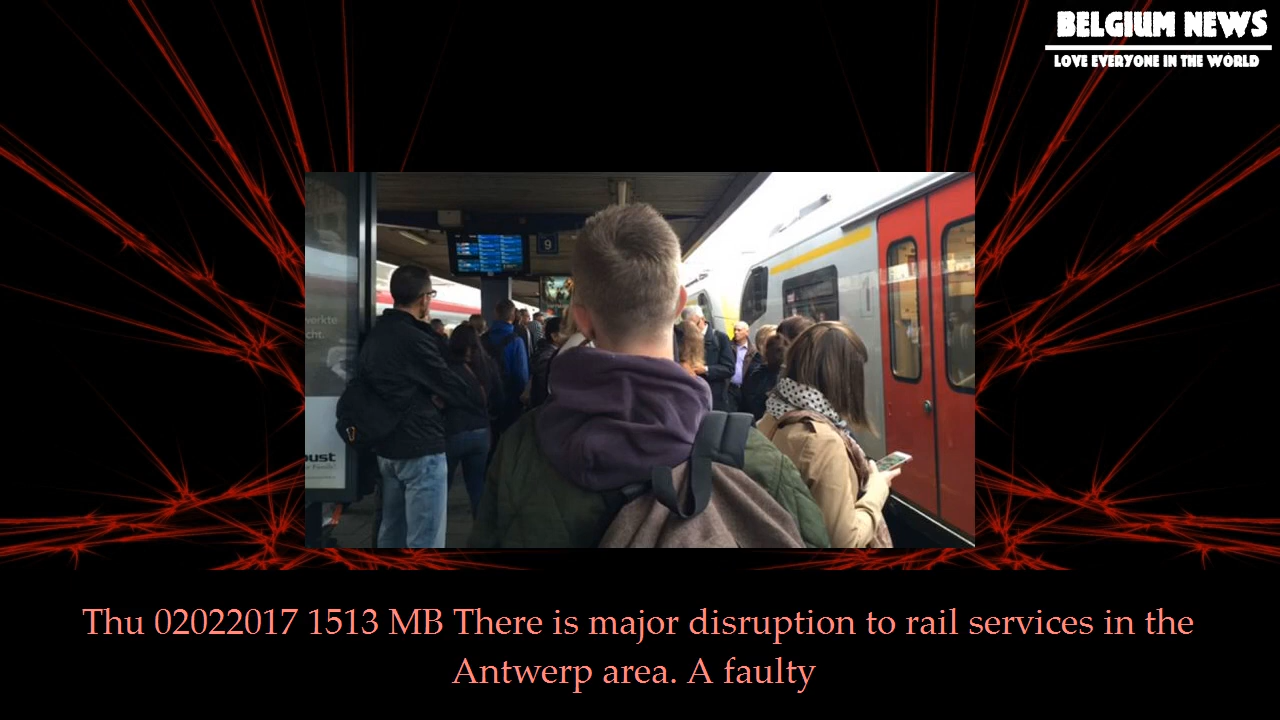 BELGIUM NEWS
LOVE EVERYONE IN THE WORLD
9
Thu 02022017 1513 MB There is major disruption to rail services in the
Antwerp area. A faulty